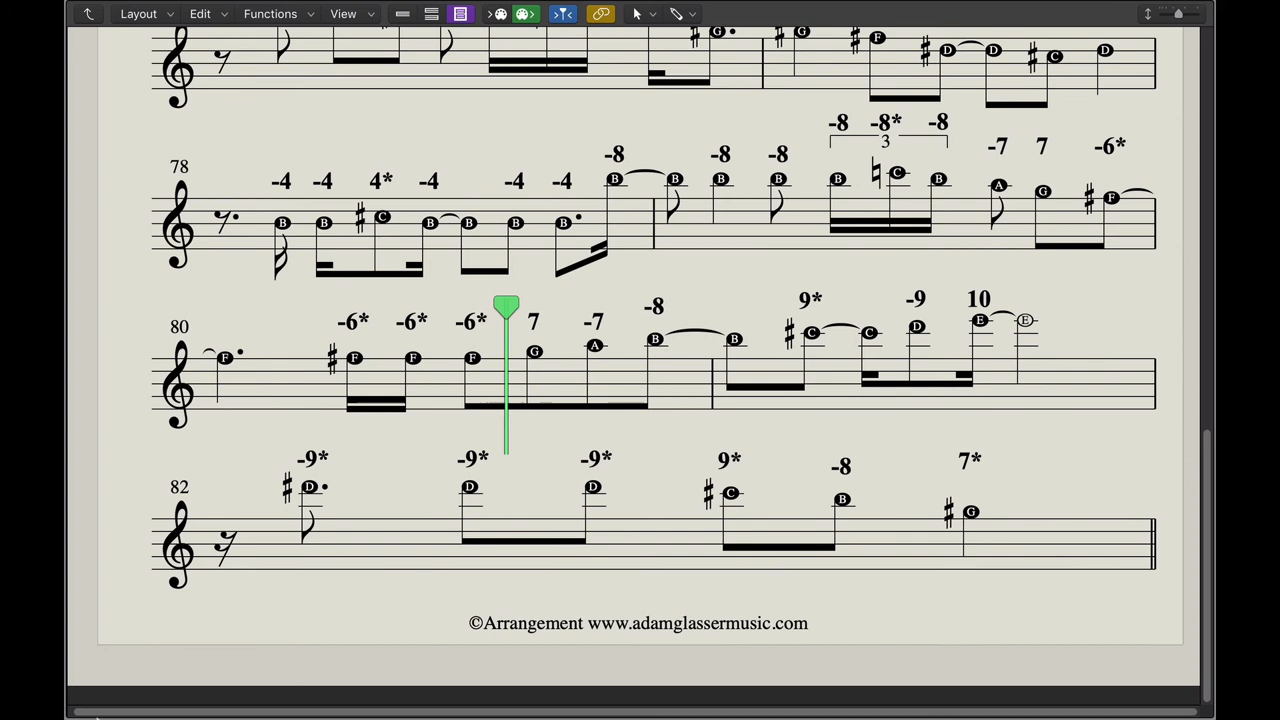 Layout Edit Functions View
G G F D D C D
-8 -8* -8
3
-8 -8 -8 -7 7 -6*
78 -4 -4 4* -4 -4 -4
B B C B B B B B B B B B C B A G F
-6* -6* -6* 7 -7 -8 9* -9 10
80
F F F F G A B B C C D E E
-9* -9* -9* 9* -8 7*
82
D D D C B G
©Arrangement www.adamglassermusic.com